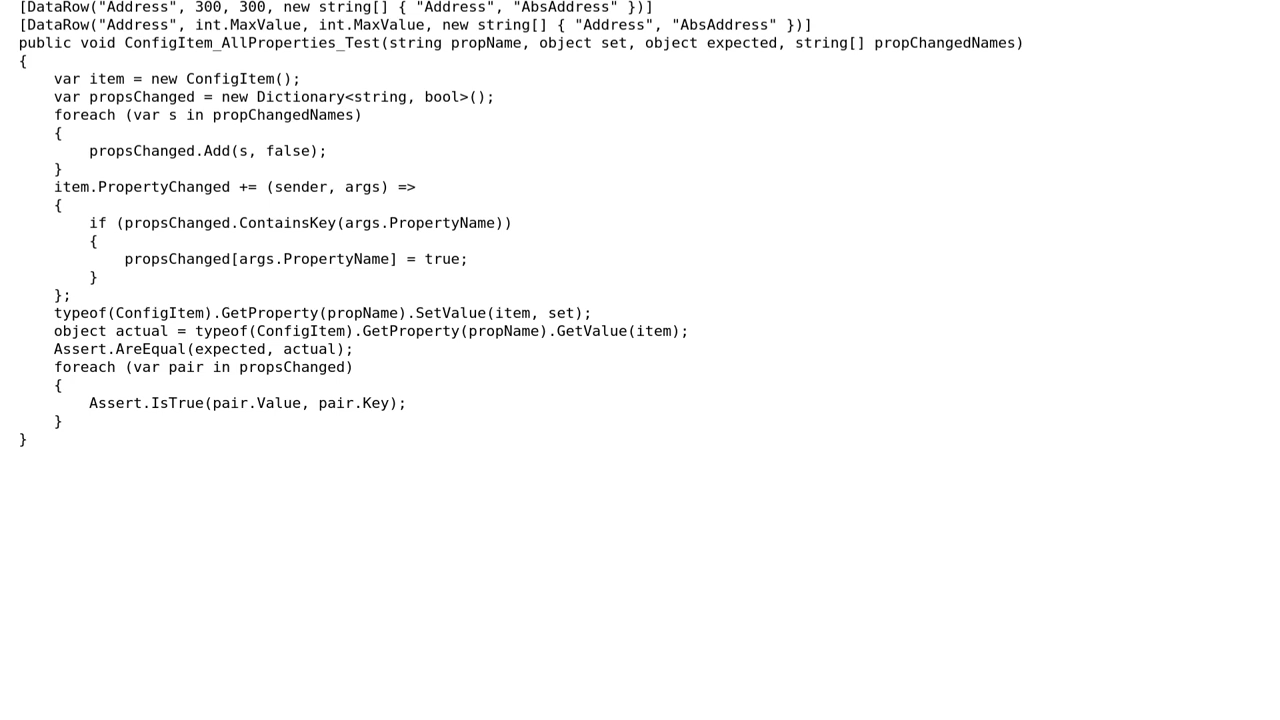 [DataRow("Address", 300, 300, new string[] { "Address", "AbsAddress" })]
[DataRow("Address", int.MaxValue, int.MaxValue, new string[] { "Address", "AbsAddress" })]
public void ConfigItem_AllProperties_Test(string propName, object set, object expected, string[] propChangedNames)
{
    var item = new ConfigItem();
    var propsChanged = new Dictionary<string, bool>();
    foreach (var s in propChangedNames)
    {
        propsChanged.Add(s, false);
    }
    item.PropertyChanged += (sender, args) =>
    {
        if (propsChanged.ContainsKey(args.PropertyName))
        {
            propsChanged[args.PropertyName] = true;
        }
    };
    typeof(ConfigItem).GetProperty(propName).SetValue(item, set);
    object actual = typeof(ConfigItem).GetProperty(propName).GetValue(item);
    Assert.AreEqual(expected, actual);
    foreach (var pair in propsChanged)
    {
        Assert.IsTrue(pair.Value, pair.Key);
    }
}